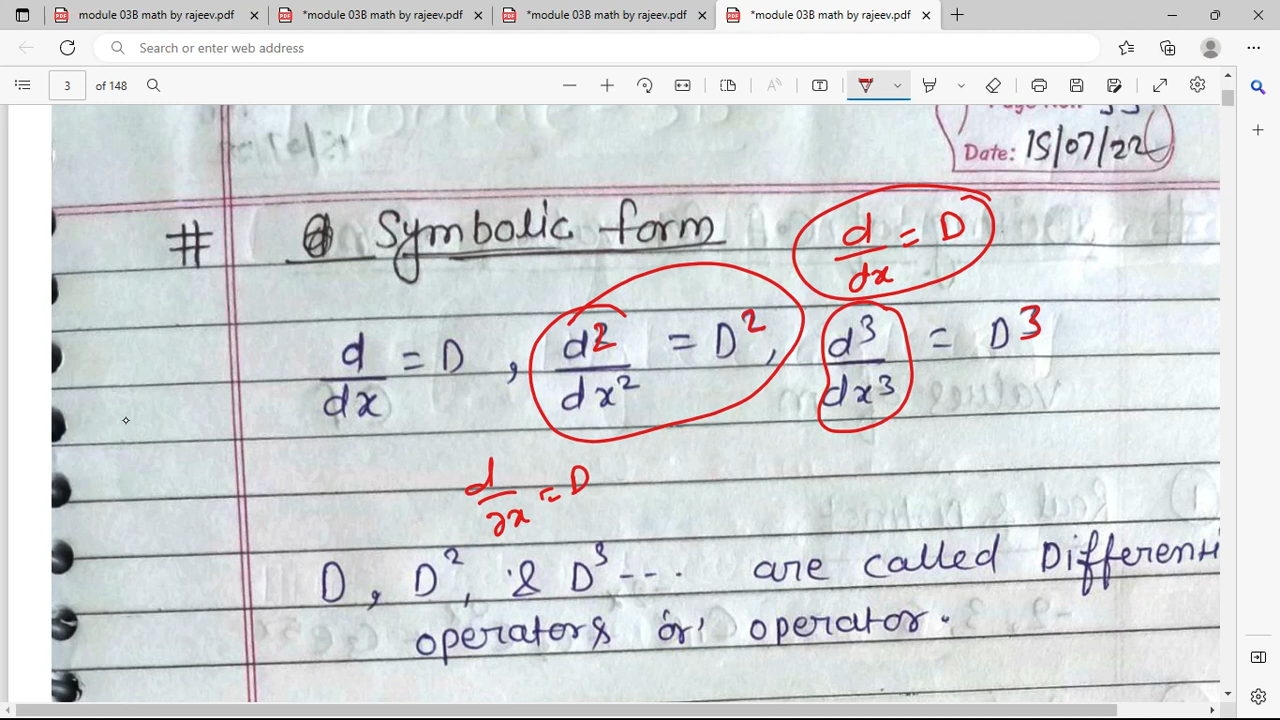 module 03B math by rajeev.pdf
*module 03B math by rajeev.pdf
*module 03B math by rajeev.pdf
*module 03B math by rajeev.pdf
Search or enter web address
3 of 148
Date: 15/07/22
# Symbolic form
d/dx = D
d/dx = D , d²/dx² = D², d³/dx³ = D³
d/dx = D
D, D², & D³ --- are called Differenti
operators or operator.